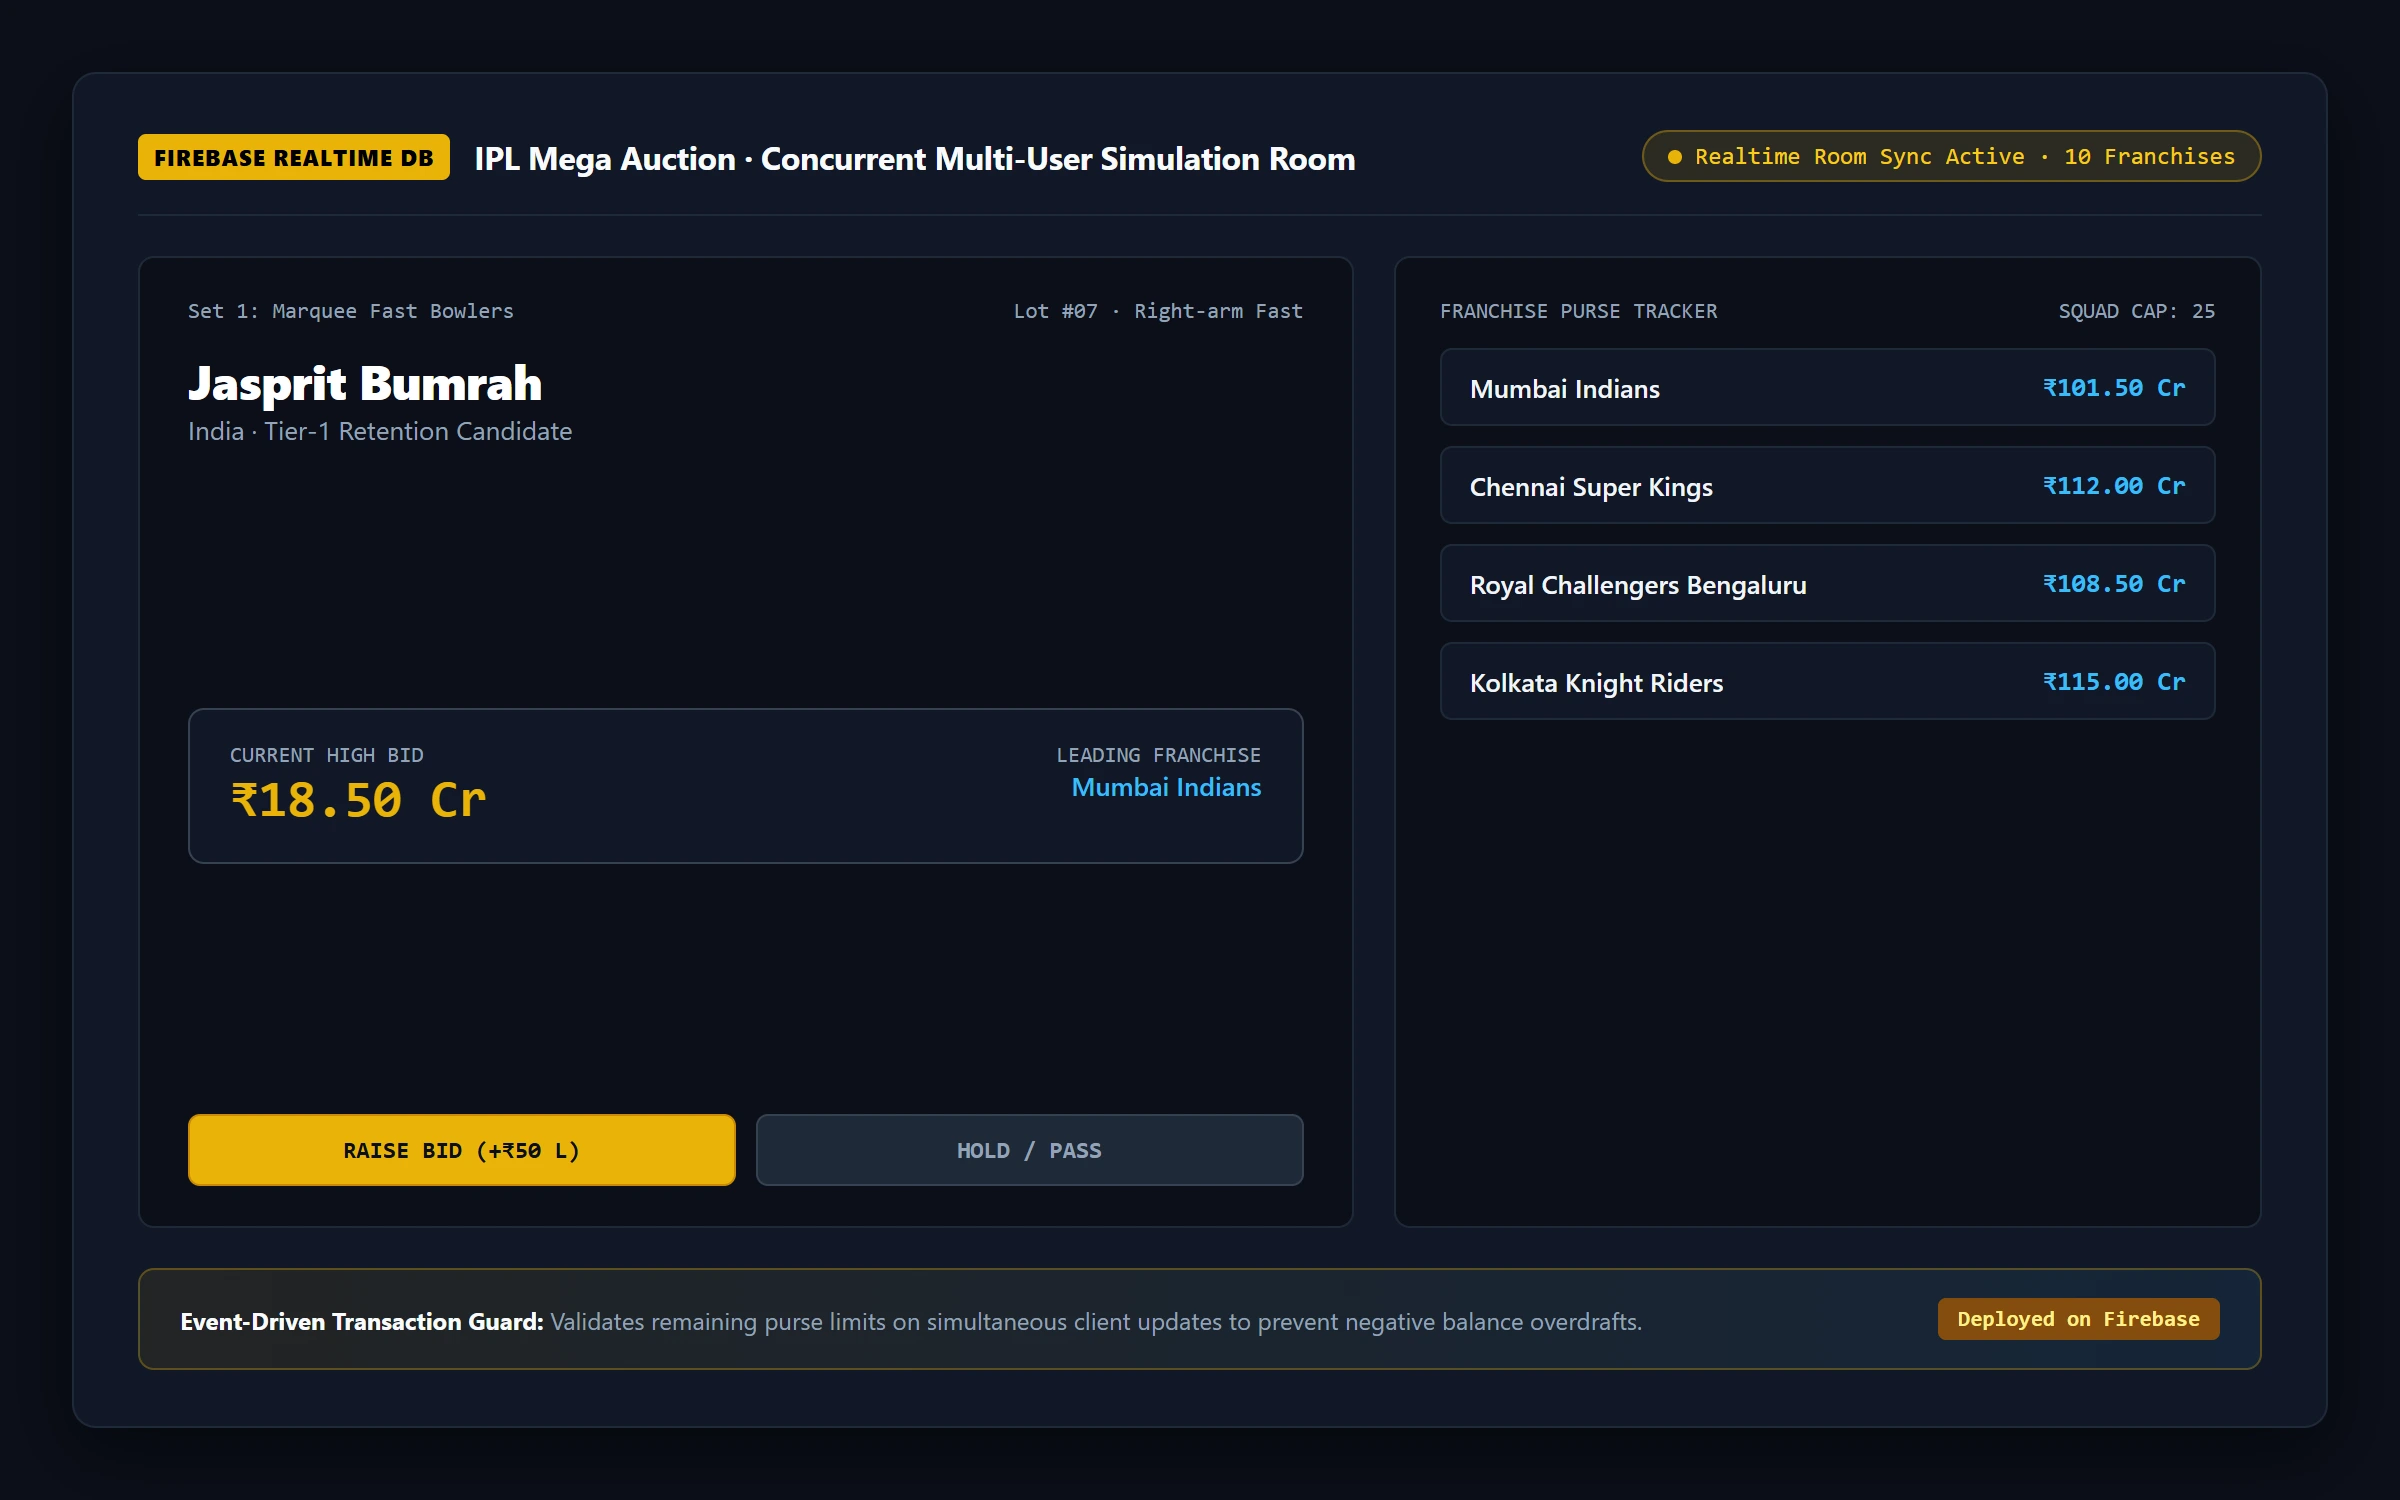 FIREBASE REALTIME DB
IPL Mega Auction · Concurrent Multi-User Simulation Room
Realtime Room Sync Active · 10 Franchises
Set 1: Marquee Fast Bowlers
Lot #07 · Right-arm Fast
Jasprit Bumrah
India · Tier-1 Retention Candidate
CURRENT HIGH BID
₹18.50 Cr
LEADING FRANCHISE
Mumbai Indians
RAISE BID (+₹50 L)
HOLD / PASS
FRANCHISE PURSE TRACKER
SQUAD CAP: 25
Mumbai Indians
₹101.50 Cr
Chennai Super Kings
₹112.00 Cr
Royal Challengers Bengaluru
₹108.50 Cr
Kolkata Knight Riders
₹115.00 Cr
Event-Driven Transaction Guard: Validates remaining purse limits on simultaneous client updates to prevent negative balance overdrafts.
Deployed on Firebase